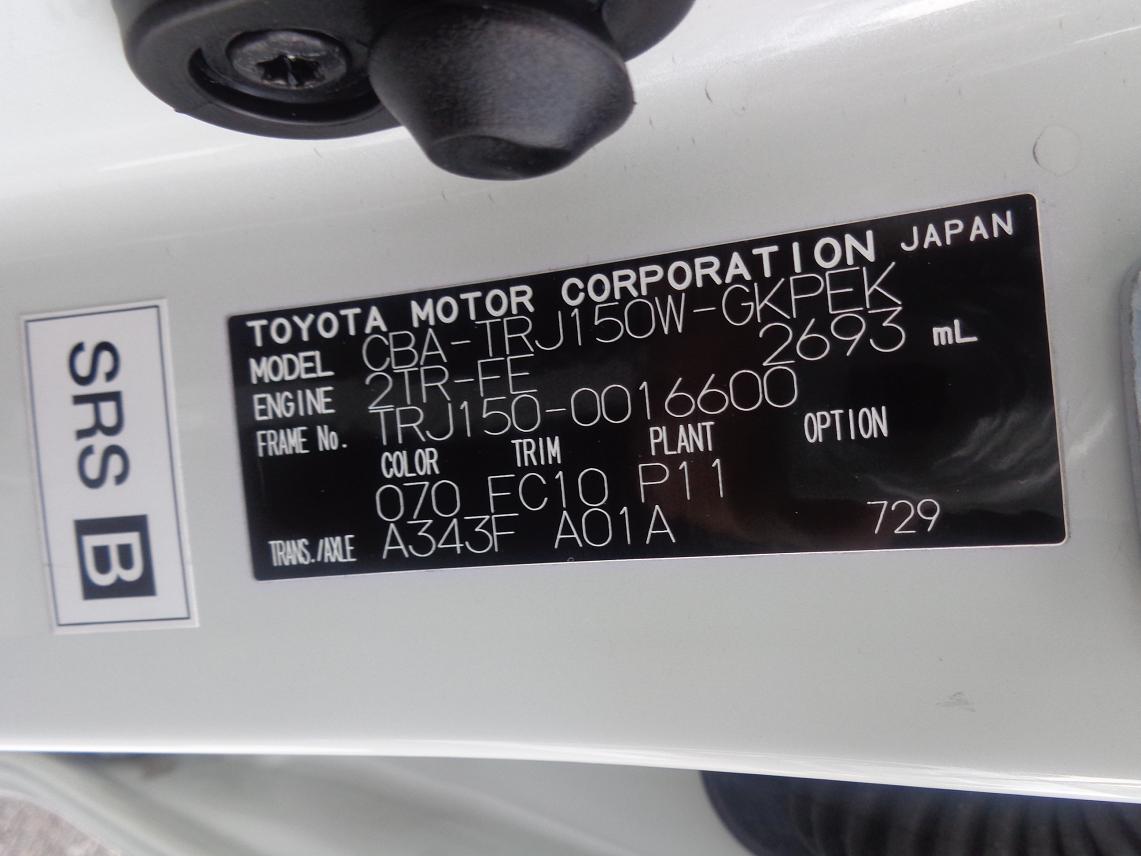 TOYOTA MOTOR CORPORATION JAPAN
MODEL CBA-TRJ150W-GKPEK
ENGINE 2TR-FE 2693 mL
FRAME No. TRJ150-0016600
COLOR TRIM PLANT OPTION
070 FC10 P11
TRANS./AXLE A343F A01A 729
SRS B